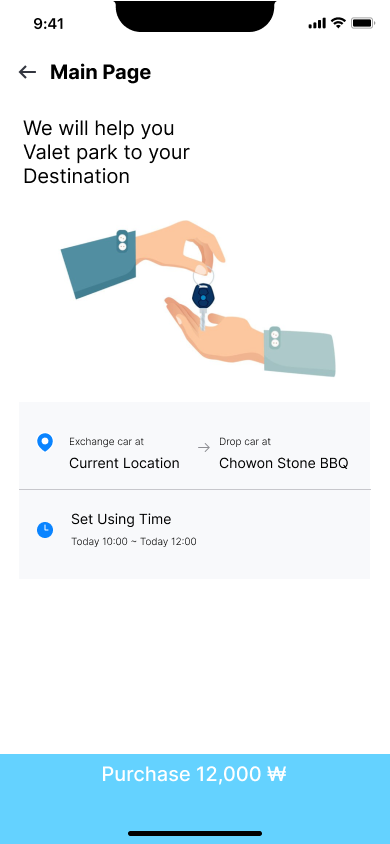 9:41
Main Page
We will help you
Valet park to your
Destination
Exchange car at
Drop car at
Current Location
Chowon Stone BBQ
Set Using Time
Today 10:00 ~ Today 12:00
Purchase 12,000 ₩